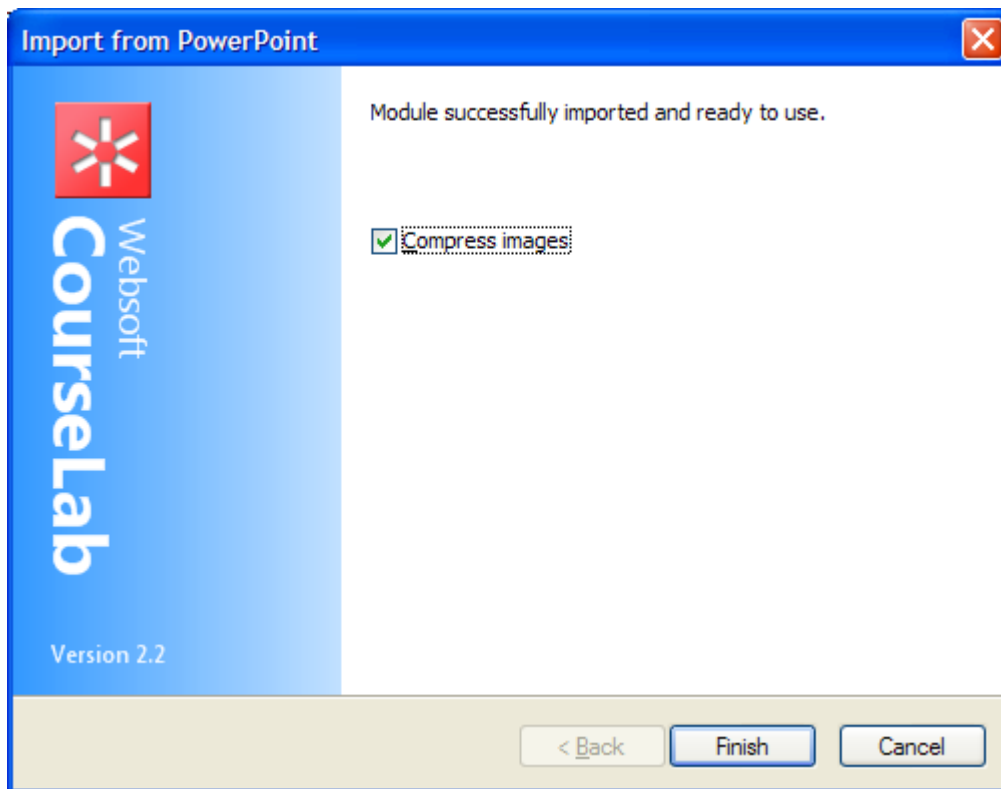 Import from PowerPoint
Websoft
CourseLab
Version 2.2
Module successfully imported and ready to use.
Compress images
< Back
Finish
Cancel